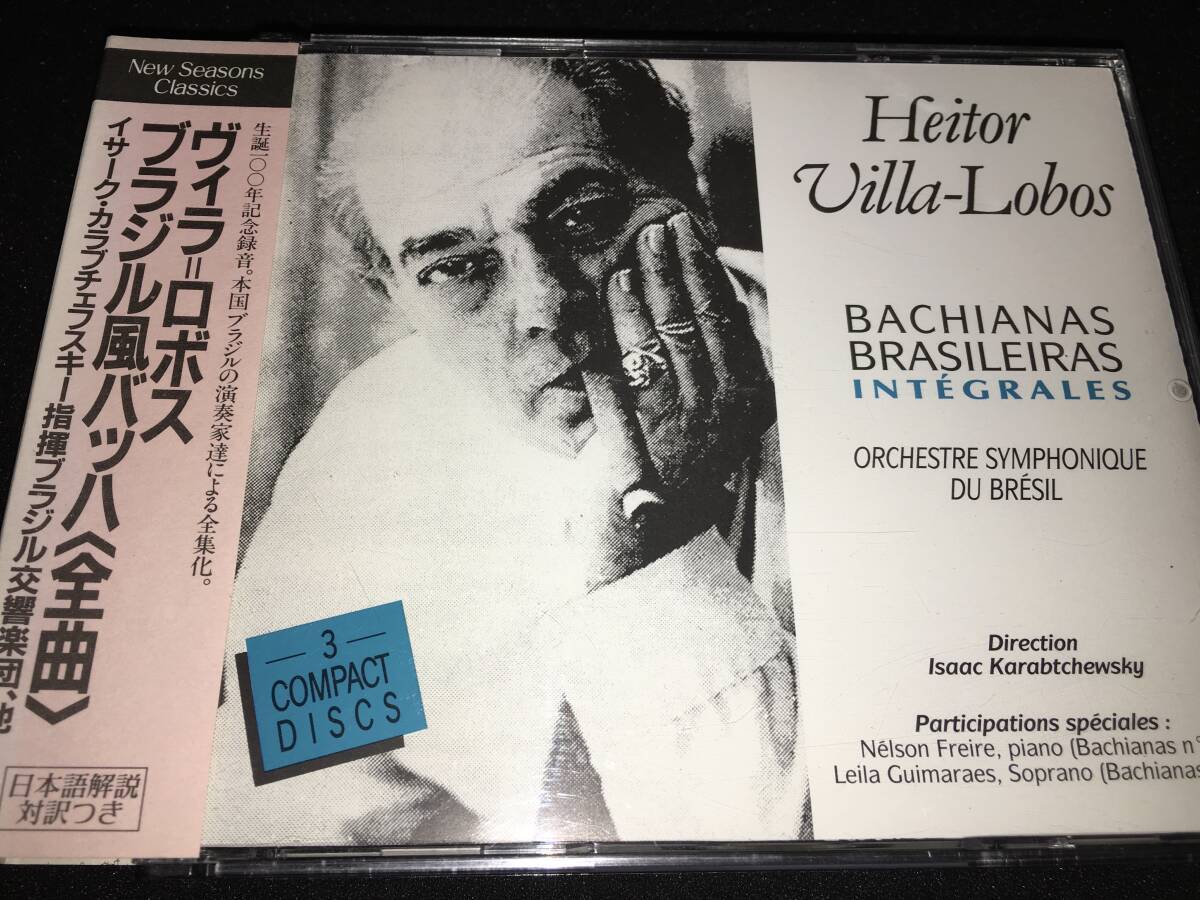 New Seasons
Classics
生誕一〇〇年記念録音。本国ブラジルの演奏家達による全集化。
ヴィラ=ロボス
ブラジル風バッハ《全曲》
イサーク・カラブチェフスキー指揮ブラジル交響楽団、他
日本語解説
対訳つき
3
COMPACT
DISCS
Heitor
Villa-Lobos
BACHIANAS
BRASILEIRAS
INTÉGRALES
ORCHESTRE SYMPHONIQUE
DU BRÉSIL
Direction
Isaac Karabtchewsky
Participations spéciales :
Nélson Freire, piano (Bachianas n°
Leila Guimaraes, Soprano (Bachianas